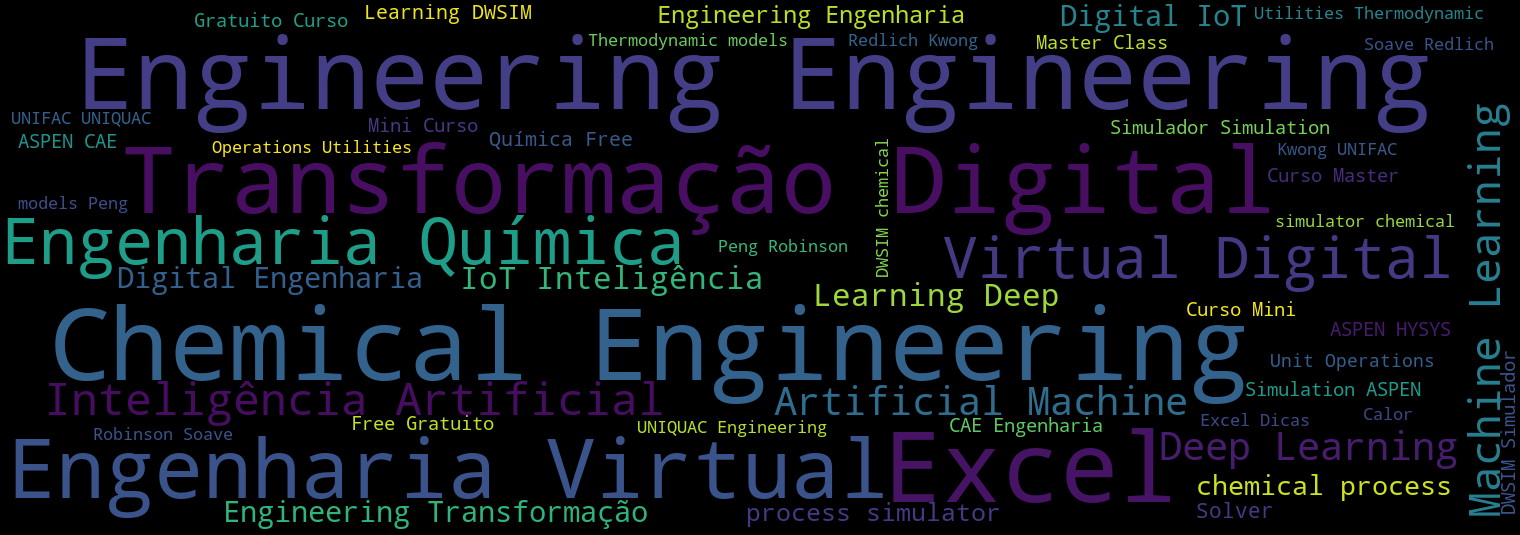 Gratuito Curso
Learning DWSIM
Engineering Engenharia
Digital IoT
Utilities Thermodynamic
Engineering Engineering
Thermodynamic models
Redlich Kwong
Master Class
Soave Redlich
UNIFAC UNIQUAC
Mini Curso
Química Free
Simulador Simulation
ASPEN CAE
Operations Utilities
Kwong UNIFAC
Transformação Digital
DWSIM chemical
Curso Master
models Peng
Engenharia Química
Peng Robinson
simulator chemical
Virtual Digital
Machine Learning
Digital Engenharia
IoT Inteligência
Learning Deep
Curso Mini
Chemical Engineering
ASPEN HYSYS
Unit Operations
Inteligência Artificial
Artificial Machine
Simulation ASPEN
DWSIM Simulador
Robinson Soave
Free Gratuito
UNIQUAC Engineering
CAE Engenharia
Excel Dicas
Calor
Engenharia Virtual
Excel
Deep Learning
chemical process
Engineering Transformação
process simulator
Solver